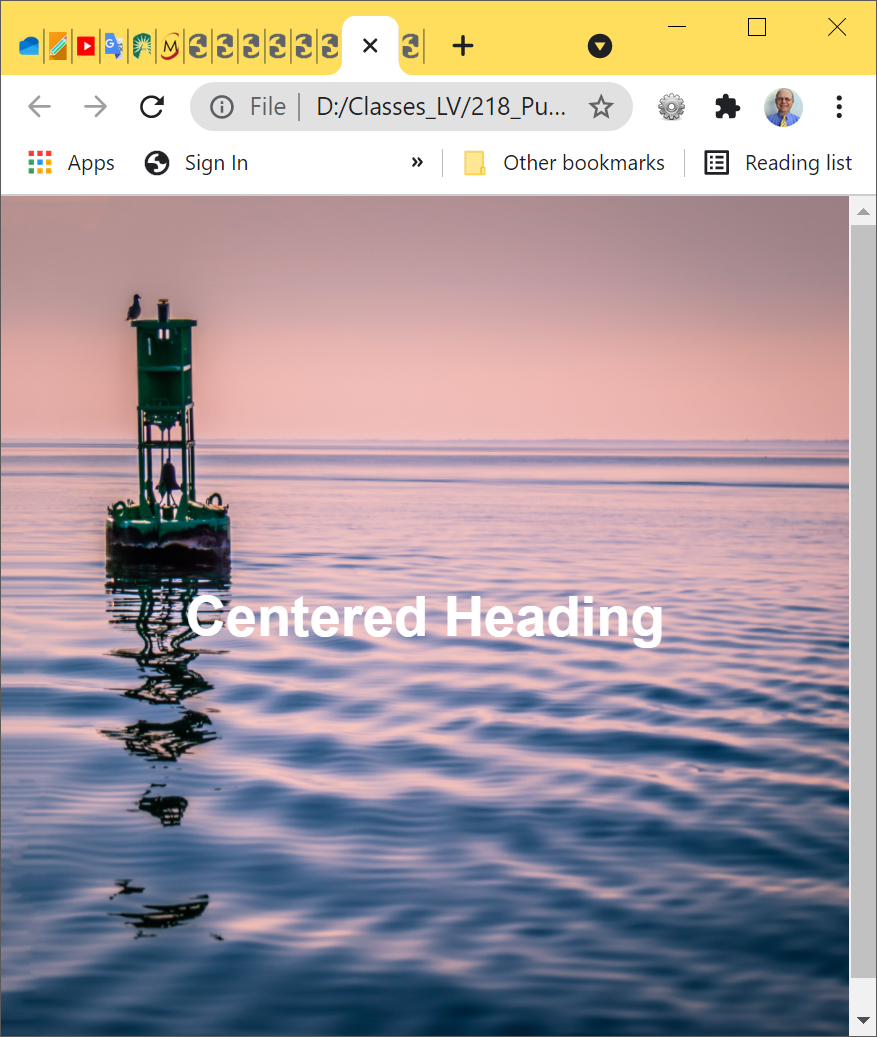 File D:/Classes_LV/218_Pu...
Apps Sign In » Other bookmarks Reading list
Centered Heading